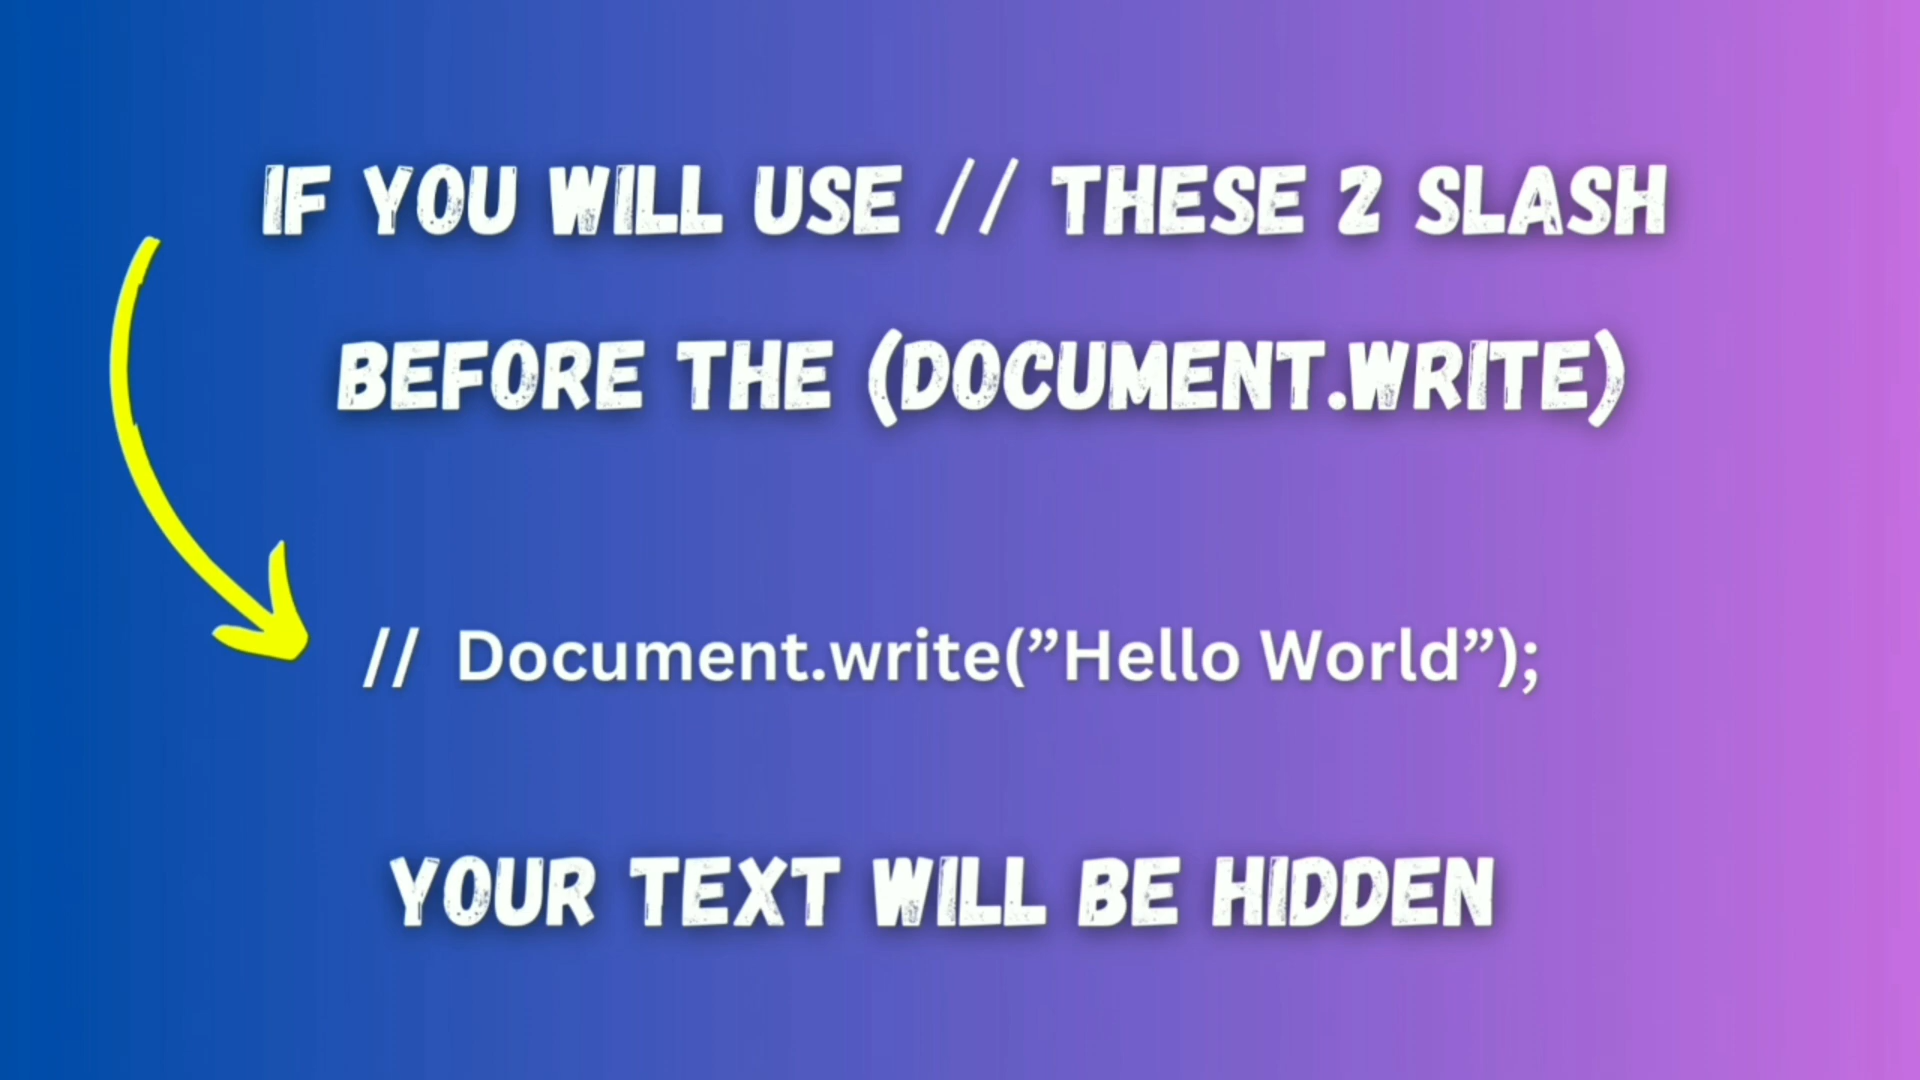 IF YOU WILL USE // THESE 2 SLASH
BEFORE THE (DOCUMENT.WRITE)
// Document.write(”Hello World”);
YOUR TEXT WILL BE HIDDEN